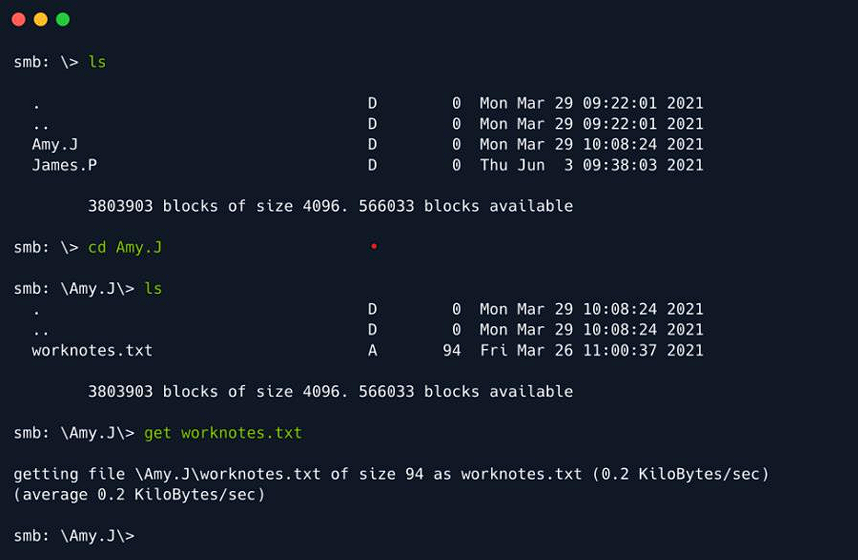 smb: \> ls
. D 0 Mon Mar 29 09:22:01 2021
.. D 0 Mon Mar 29 09:22:01 2021
Amy.J D 0 Mon Mar 29 10:08:24 2021
James.P D 0 Thu Jun 3 09:38:03 2021
3803903 blocks of size 4096. 566033 blocks available
smb: \> cd Amy.J
smb: \Amy.J\> ls
. D 0 Mon Mar 29 10:08:24 2021
.. D 0 Mon Mar 29 10:08:24 2021
worknotes.txt A 94 Fri Mar 26 11:00:37 2021
3803903 blocks of size 4096. 566033 blocks available
smb: \Amy.J\> get worknotes.txt
getting file \Amy.J\worknotes.txt of size 94 as worknotes.txt (0.2 KiloBytes/sec)
(average 0.2 KiloBytes/sec)
smb: \Amy.J\>